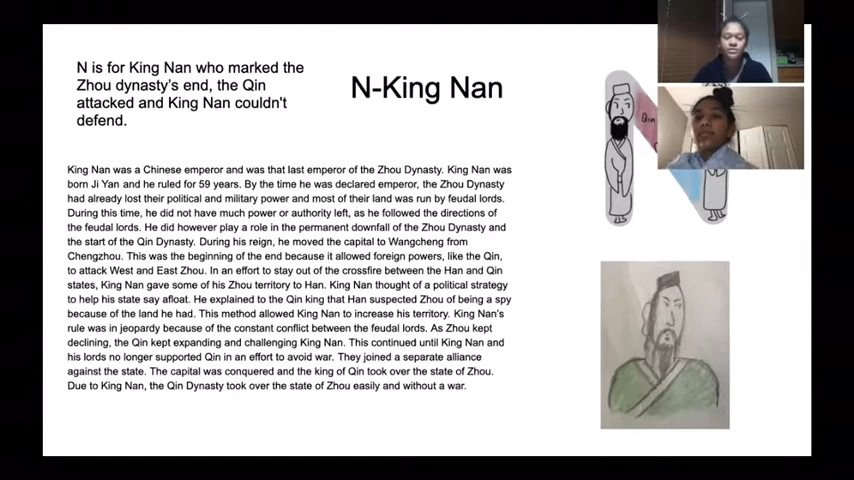 N is for King Nan who marked the
Zhou dynasty's end, the Qin
attacked and King Nan couldn't
defend.
N-King Nan
Qin
King Nan was a Chinese emperor and was that last emperor of the Zhou Dynasty. King Nan was
born Ji Yan and he ruled for 59 years. By the time he was declared emperor, the Zhou Dynasty
had already lost their political and military power and most of their land was run by feudal lords.
During this time, he did not have much power or authority left, as he followed the directions of
the feudal lords. He did however play a role in the permanent downfall of the Zhou Dynasty and
the start of the Qin Dynasty. During his reign, he moved the capital to Wangcheng from
Chengzhou. This was the beginning of the end because it allowed foreign powers, like the Qin,
to attack West and East Zhou. In an effort to stay out of the crossfire between the Han and Qin
states, King Nan gave some of his Zhou territory to Han. King Nan thought of a political strategy
to help his state say afloat. He explained to the Qin king that Han suspected Zhou of being a spy
because of the land he had. This method allowed King Nan to increase his territory. King Nan's
rule was in jeopardy because of the constant conflict between the feudal lords. As Zhou kept
declining, the Qin kept expanding and challenging King Nan. This continued until King Nan and
his lords no longer supported Qin in an effort to avoid war. They joined a separate alliance
against the state. The capital was conquered and the king of Qin took over the state of Zhou.
Due to King Nan, the Qin Dynasty took over the state of Zhou easily and without a war.